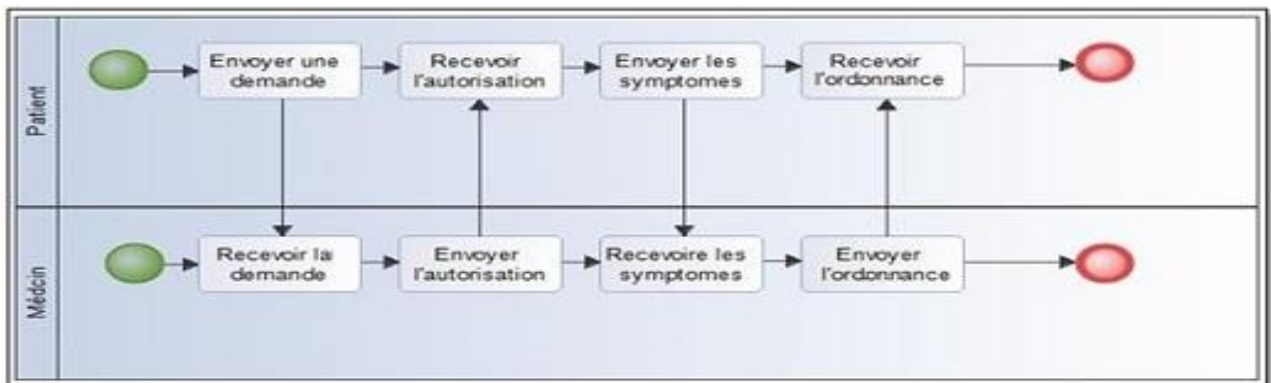 Patient
Envoyer une
demande
Recevoir
l'autorisation
Envoyer les
symptomes
Recevoir
l'ordonnance
Médcin
Recevoir la
demande
Envoyer
l'autorisation
Recevoire les
symptomes
Envoyer
l'ordonnance